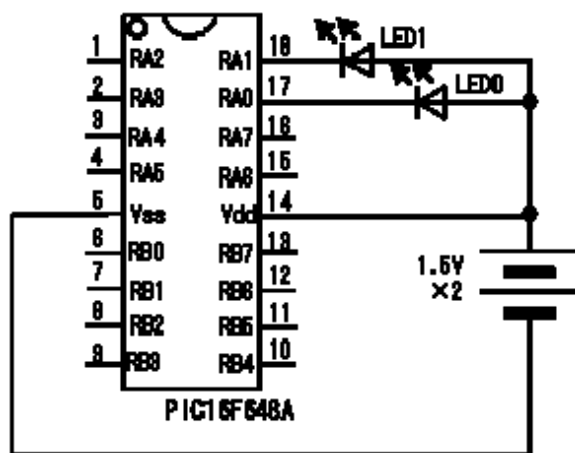 LED1
1 RA2 RA1 18
LED0
2 RA3 RA0 17
3 RA4 RA7 16
4 RA5 RA6 15
5 Vss Vdd 14
6 RB0 RB7 13
1.5V
×2
7 RB1 RB6 12
8 RB2 RB5 11
9 RB3 RB4 10
PIC16F648A